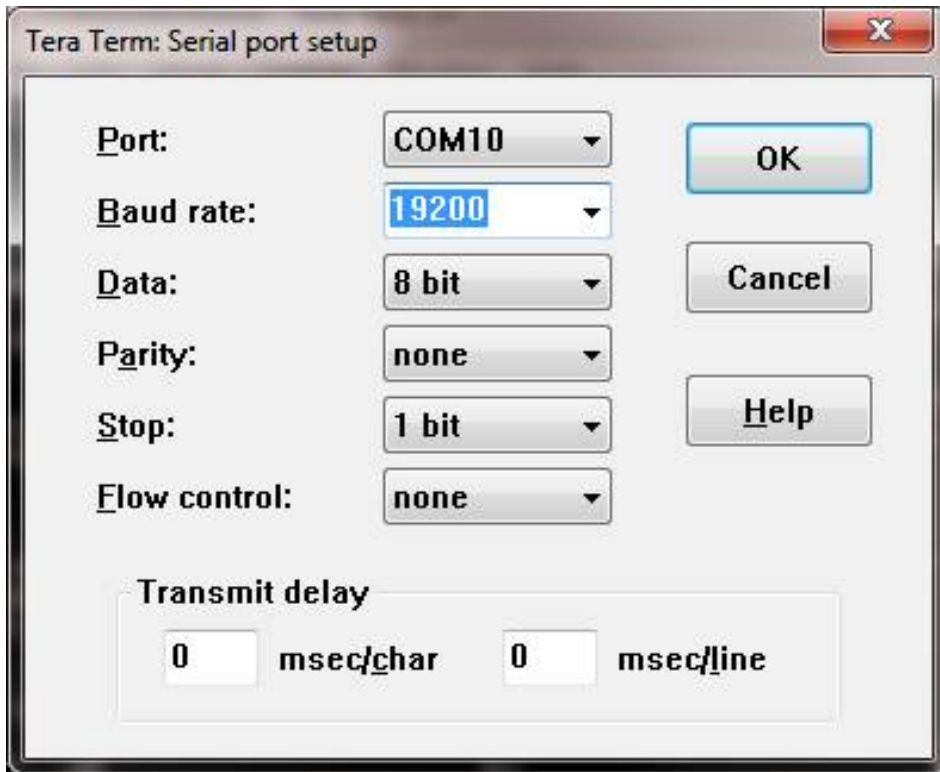 Tera Term: Serial port setup
Port: COM10 OK
Baud rate: 19200
Data: 8 bit Cancel
Parity: none
Stop: 1 bit Help
Flow control: none
Transmit delay
0 msec/char 0 msec/line